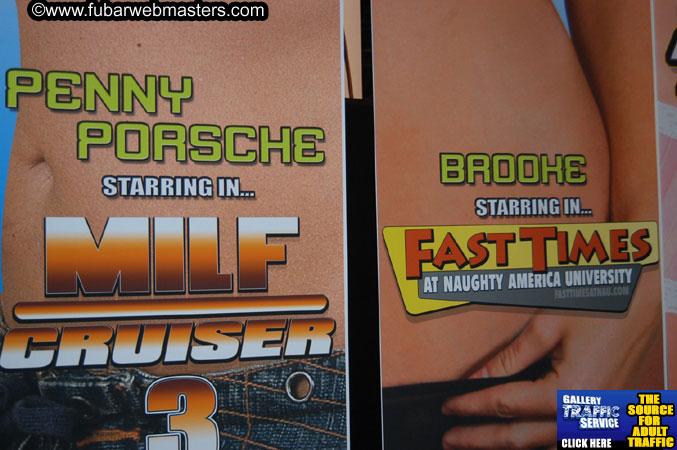 ©www.fubarwebmasters.com
PENNY
PORSCHE
STARRING IN...
MILF
CRUISER
3
BROOKE
STARRING IN...
FAST TIMES
AT NAUGHTY AMERICA UNIVERSITY
FASTTIMESATNAU.COM
GALLERY
TRAFFIC
SERVICE
CLICK HERE
THE
SOURCE
FOR
ADULT
TRAFFIC